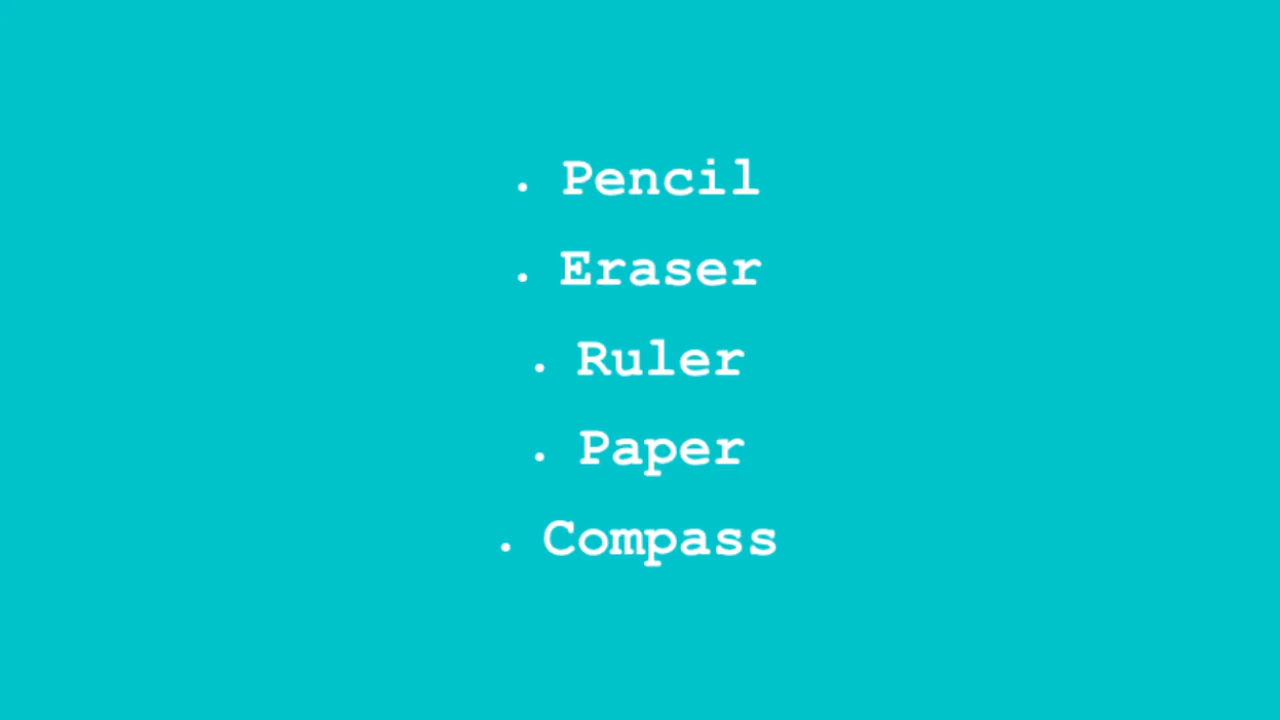 . Pencil
. Eraser
. Ruler
. Paper
. Compass